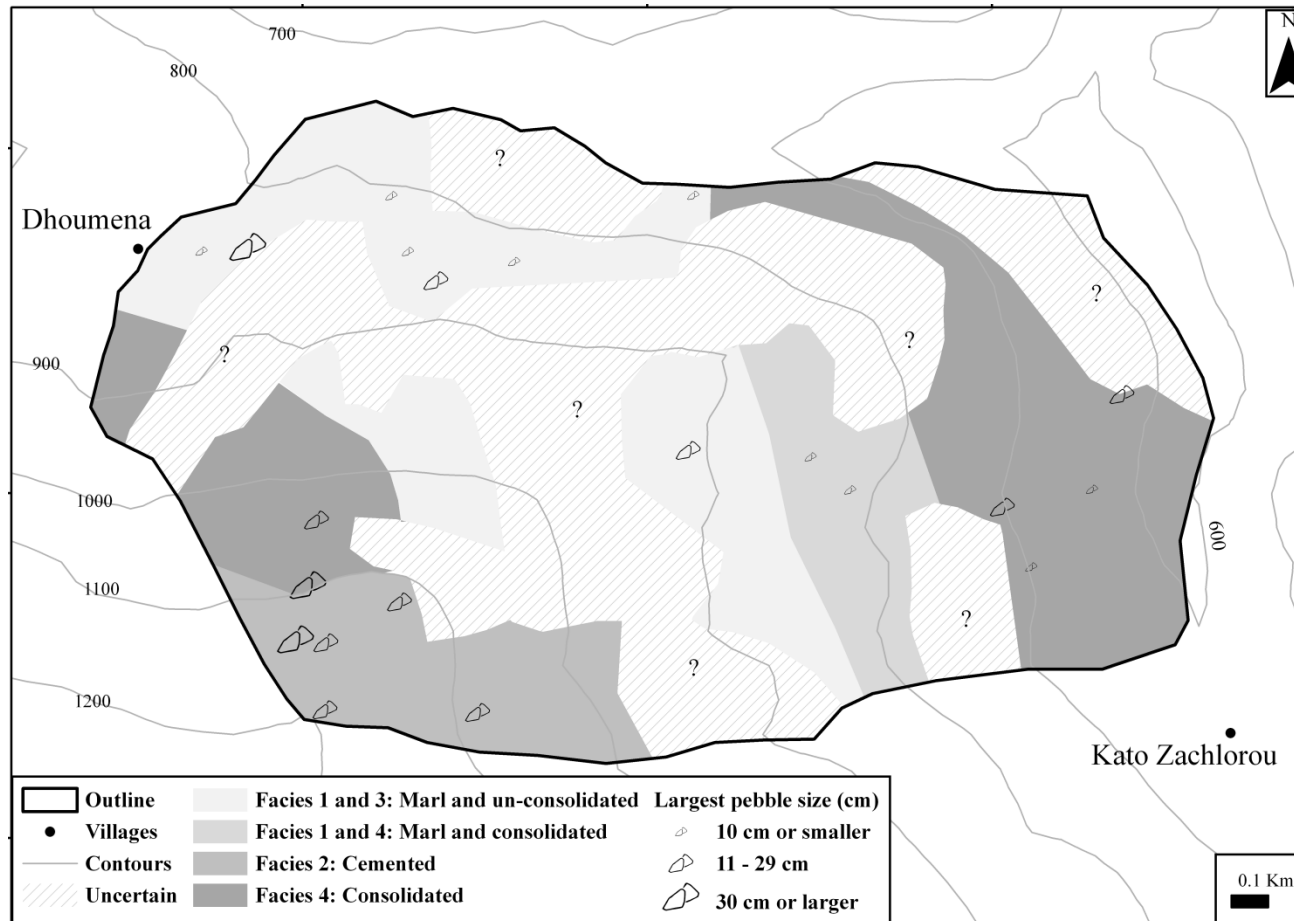 700
N
800
?
Dhoumena
?
?
?
900
?
1000
600
1100
?
?
1200
Kato Zachlorou
Outline
Villages
Contours
Uncertain
Facies 1 and 3: Marl and un-consolidated
Facies 1 and 4: Marl and consolidated
Facies 2: Cemented
Facies 4: Consolidated
Largest pebble size (cm)
10 cm or smaller
11 - 29 cm
30 cm or larger
0.1 Km